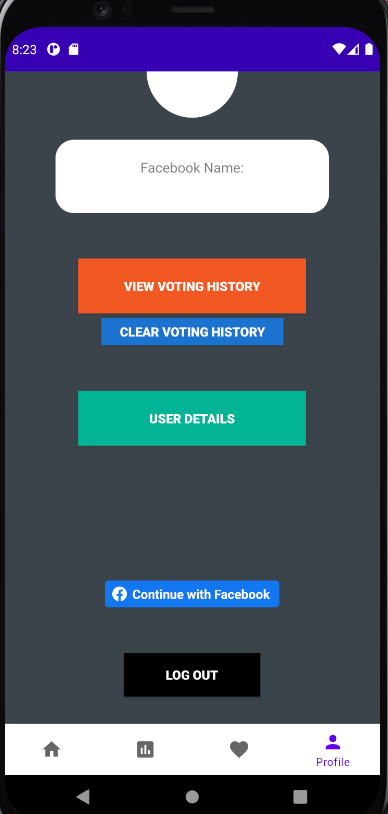 8:23
Facebook Name:
VIEW VOTING HISTORY
CLEAR VOTING HISTORY
USER DETAILS
Continue with Facebook
LOG OUT
Profile